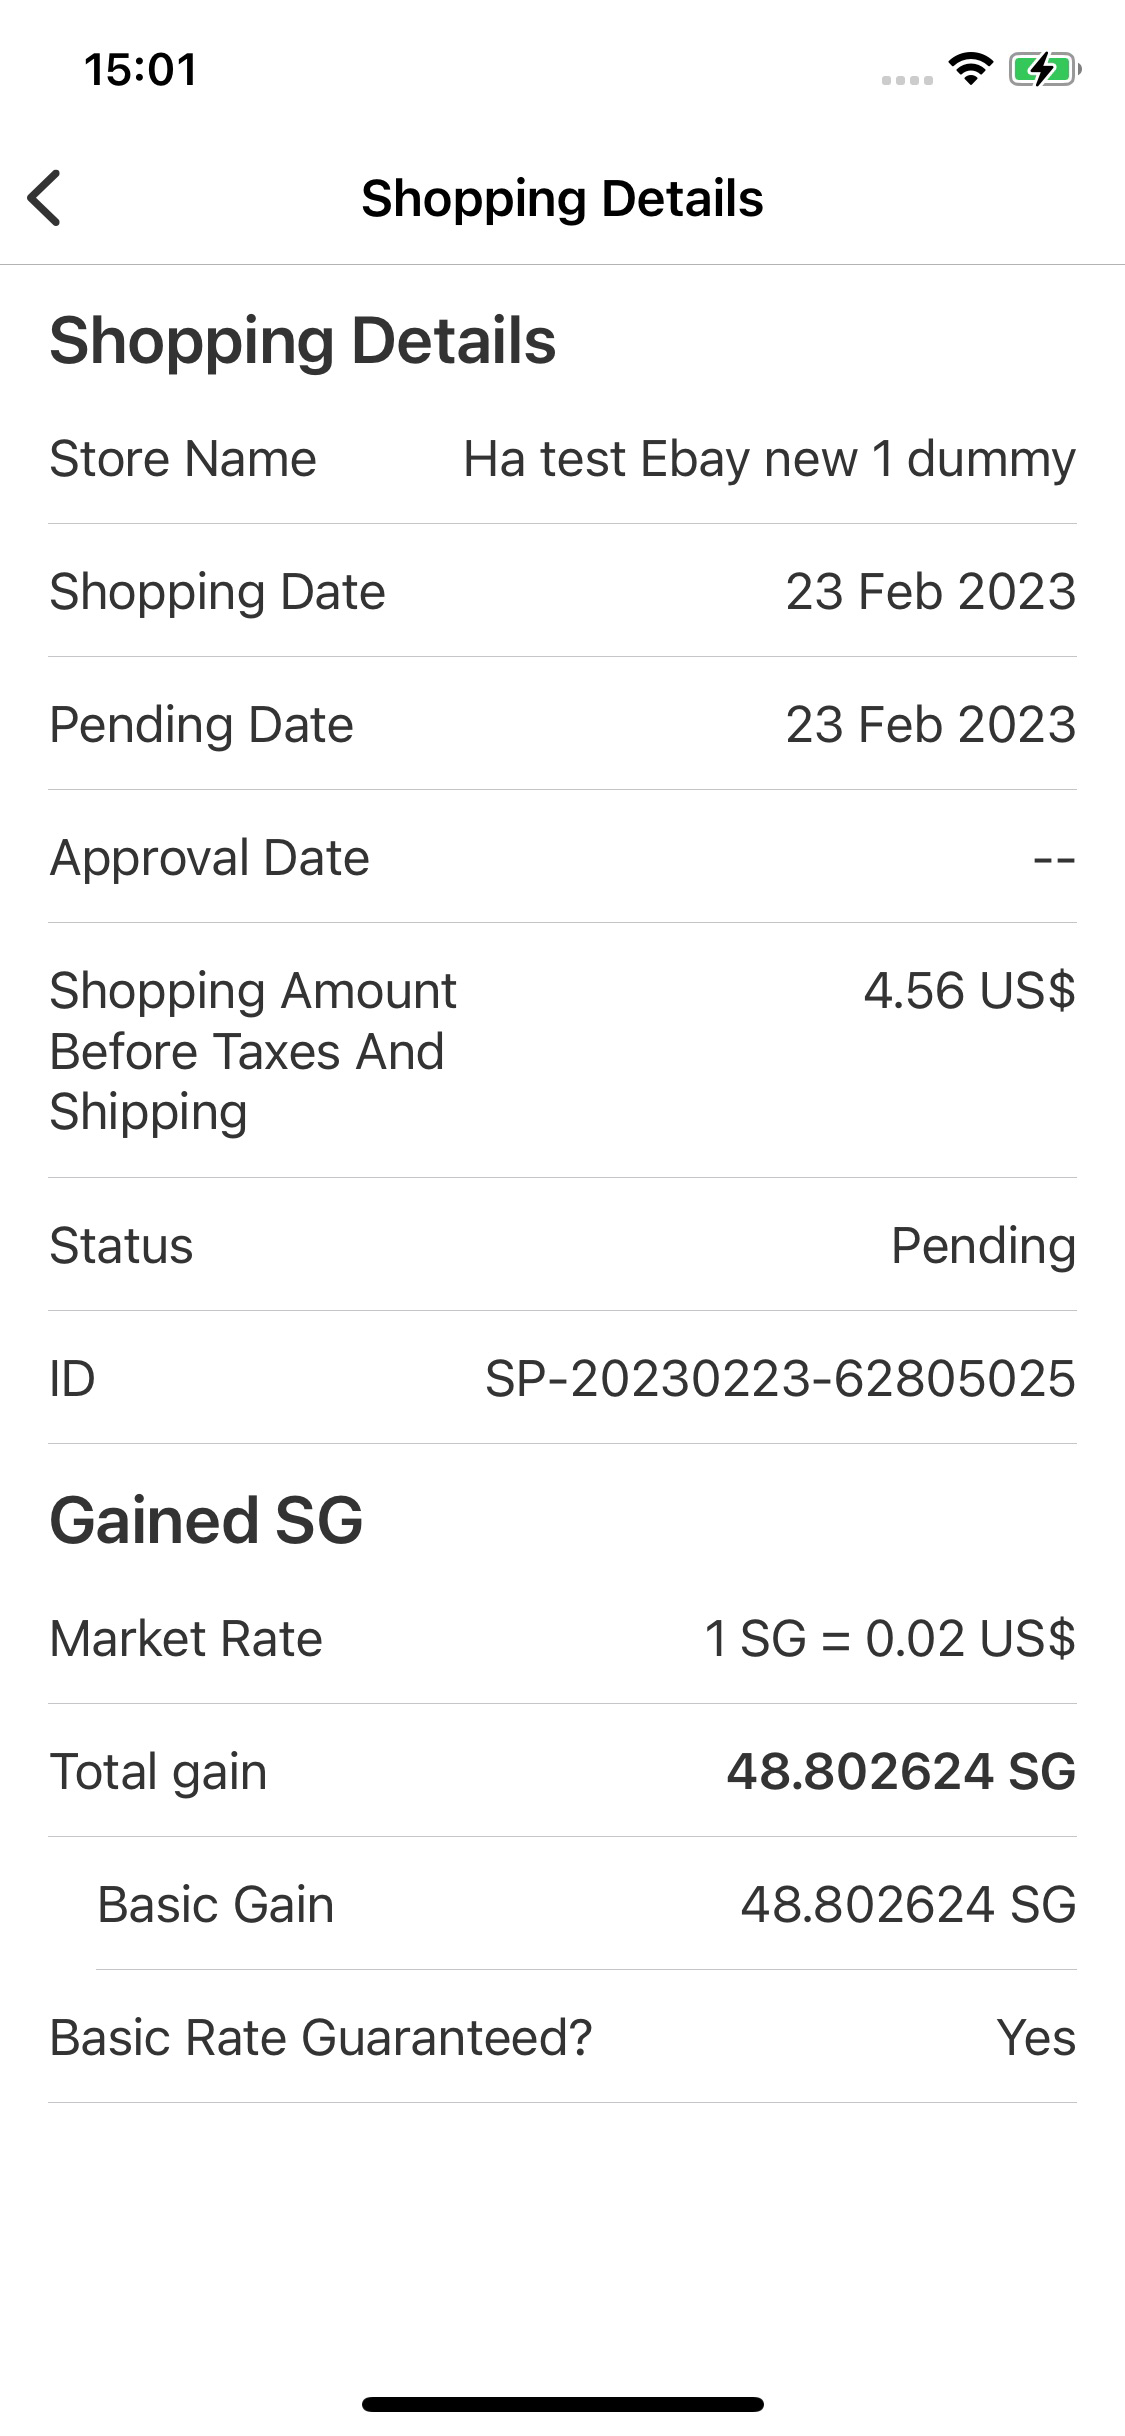 15:01
Shopping Details
Shopping Details
Store Name Ha test Ebay new 1 dummy
Shopping Date 23 Feb 2023
Pending Date 23 Feb 2023
Approval Date --
Shopping Amount 4.56 US$
Before Taxes And
Shipping
Status Pending
ID SP-20230223-62805025
Gained SG
Market Rate 1 SG = 0.02 US$
Total gain 48.802624 SG
Basic Gain 48.802624 SG
Basic Rate Guaranteed? Yes